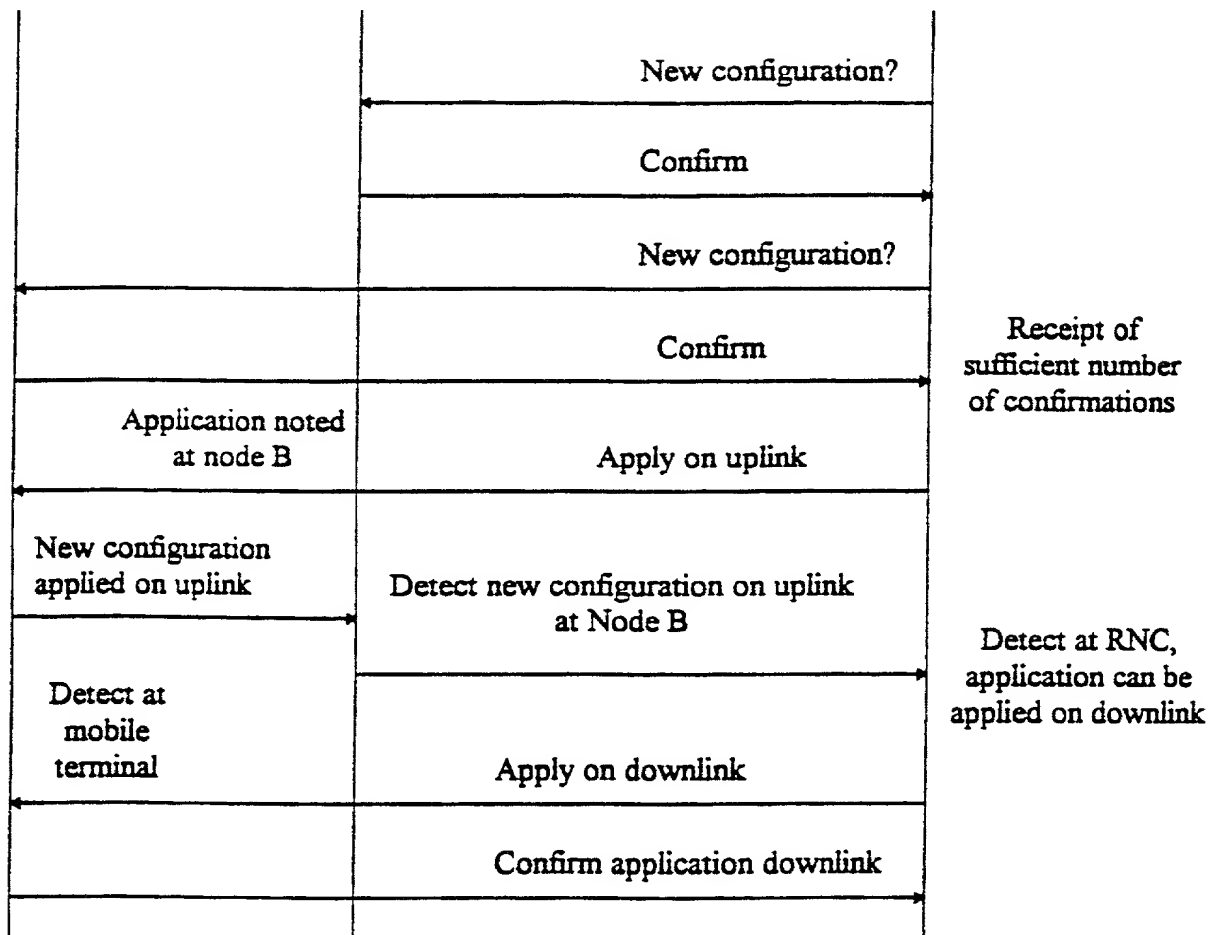 New configuration?
Confirm
New configuration?
Confirm
Receipt of
sufficient number
of confirmations
Application noted
at node B
Apply on uplink
New configuration
applied on uplink
Detect new configuration on uplink
at Node B
Detect at RNC,
application can be
applied on downlink
Detect at
mobile
terminal
Apply on downlink
Confirm application downlink